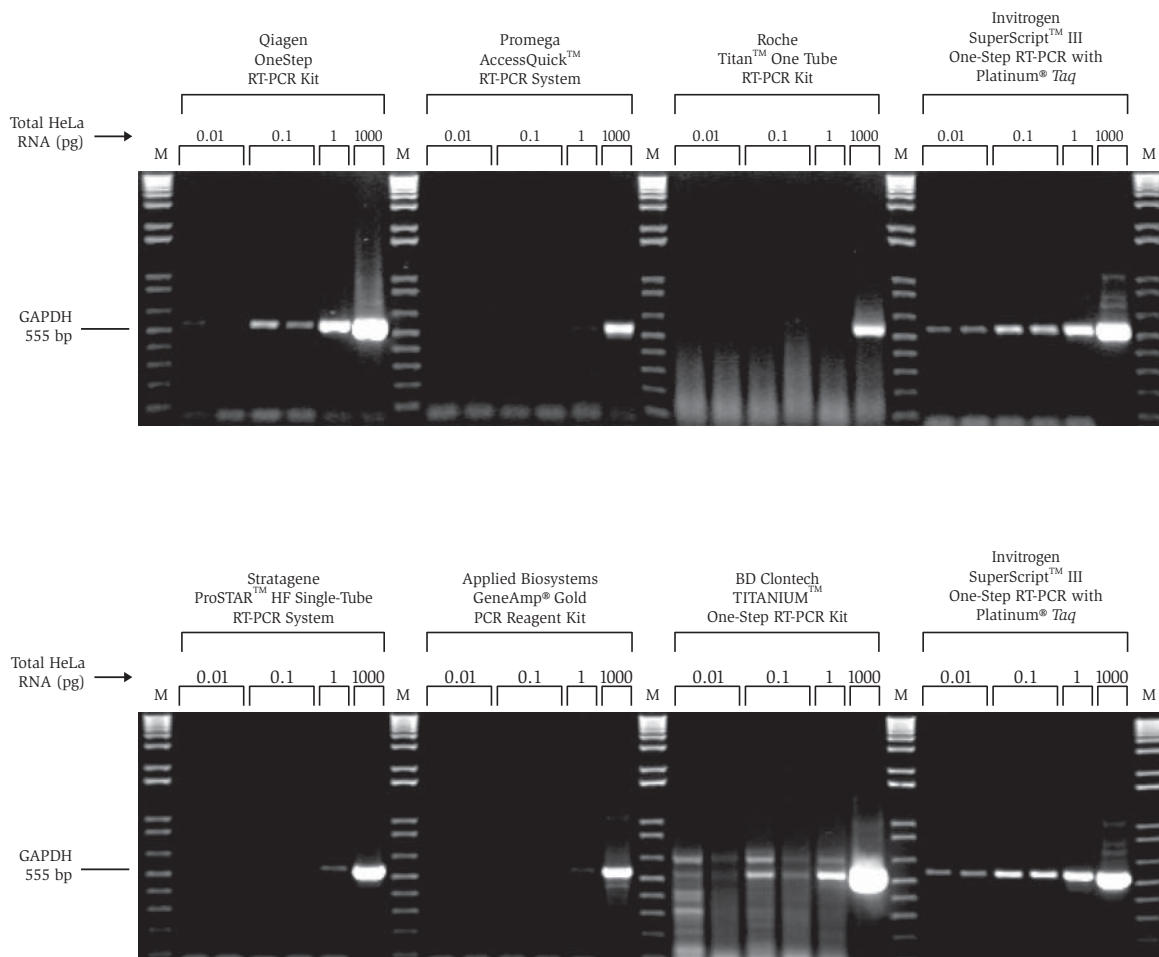 Qiagen
OneStep
RT-PCR Kit
Promega
AccessQuick™
RT-PCR System
Roche
Titan™ One Tube
RT-PCR Kit
Invitrogen
SuperScript™ III
One-Step RT-PCR with
Platinum® Taq
Total HeLa
RNA (pg)
M 0.01 0.1 1 1000 M 0.01 0.1 1 1000 M 0.01 0.1 1 1000 M 0.01 0.1 1 1000 M
GAPDH
555 bp
Stratagene
ProSTAR™ HF Single-Tube
RT-PCR System
Applied Biosystems
GeneAmp® Gold
PCR Reagent Kit
BD Clontech
TITANIUM™
One-Step RT-PCR Kit
Invitrogen
SuperScript™ III
One-Step RT-PCR with
Platinum® Taq
Total HeLa
RNA (pg)
M 0.01 0.1 1 1000 M 0.01 0.1 1 1000 M 0.01 0.1 1 1000 M 0.01 0.1 1 1000 M
GAPDH
555 bp